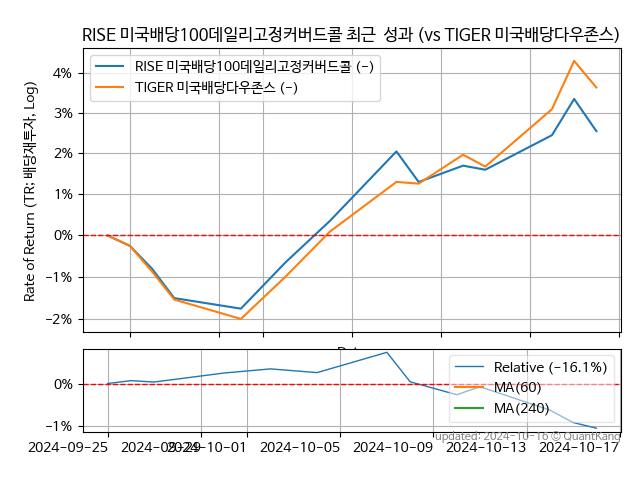 RISE 미국배당100데일리고정커버드콜 최근 성과 (vs TIGER 미국배당다우존스)
RISE 미국배당100데일리고정커버드콜 (-)
TIGER 미국배당다우존스 (-)
Rate of Return (TR: 배당재투자, Log)
4%
3%
2%
1%
0%
-1%
-2%
Relative (-16.1%)
MA(60)
MA(240)
0%
-1%
updated: 2024-10-16 © QuantKang
2024-09-25
2024-09-29
2024-10-01
2024-10-05
2024-10-09
2024-10-13
2024-10-17